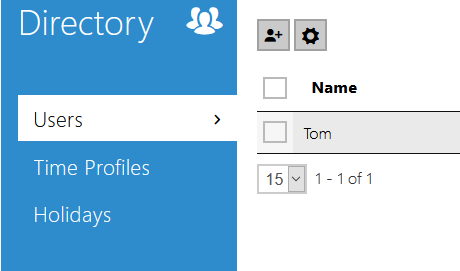 Directory
Users
Time Profiles
Holidays
Name
Tom
15 1 - 1 of 1